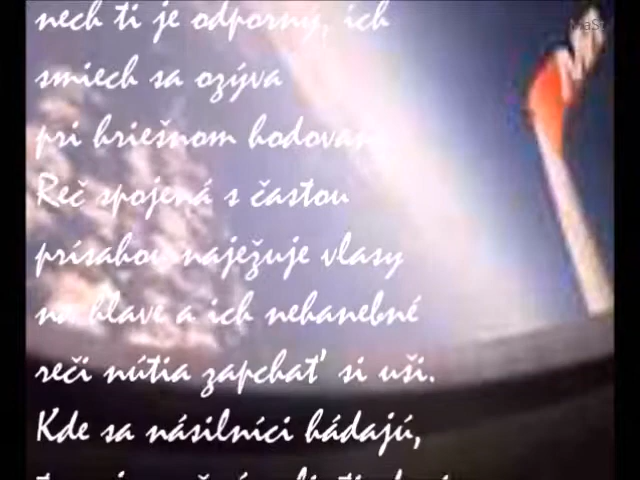 nech ti je odporný, ich
smiech sa ozýva
pri hriešnom hodovaní
Reč spojená s častou
prísahou naježuje vlasy
na hlave a ich nehanebné
reči nútia zapchať si uši.
Kde sa násilníci hádajú,